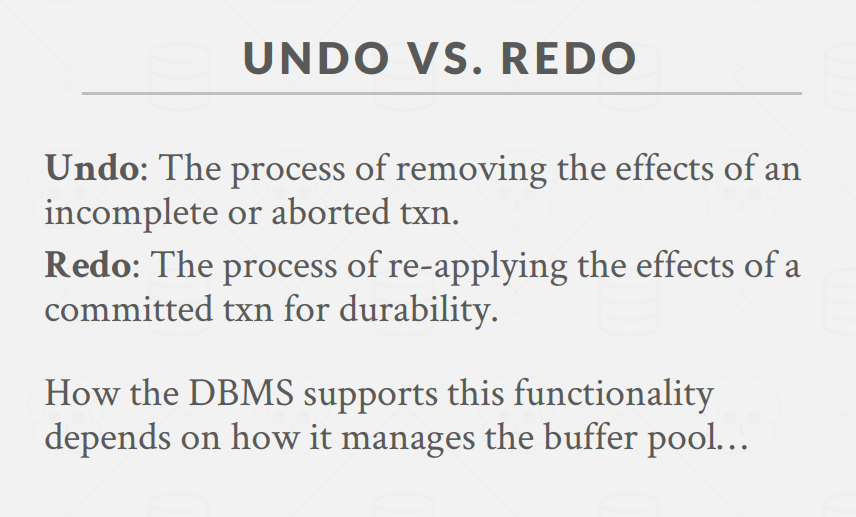 UNDO VS. REDO
Undo: The process of removing the effects of an
incomplete or aborted txn.
Redo: The process of re-applying the effects of a
committed txn for durability.
How the DBMS supports this functionality
depends on how it manages the buffer pool…